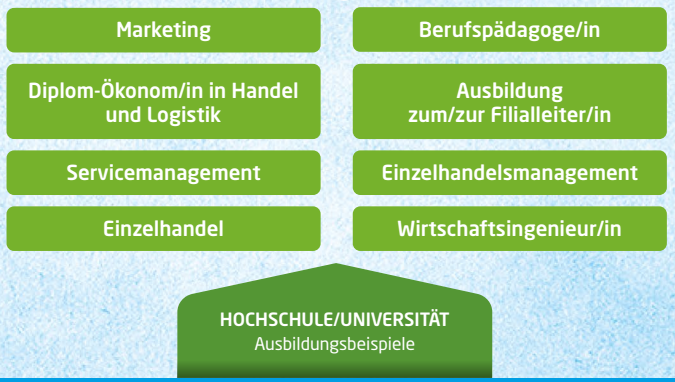 Marketing
Berufspädagoge/in
Diplom-Ökonom/in in Handel
und Logistik
Ausbildung
zum/zur Filialleiter/in
Servicemanagement
Einzelhandelsmanagement
Einzelhandel
Wirtschaftsingenieur/in
HOCHSCHULE/UNIVERSITÄT
Ausbildungsbeispiele